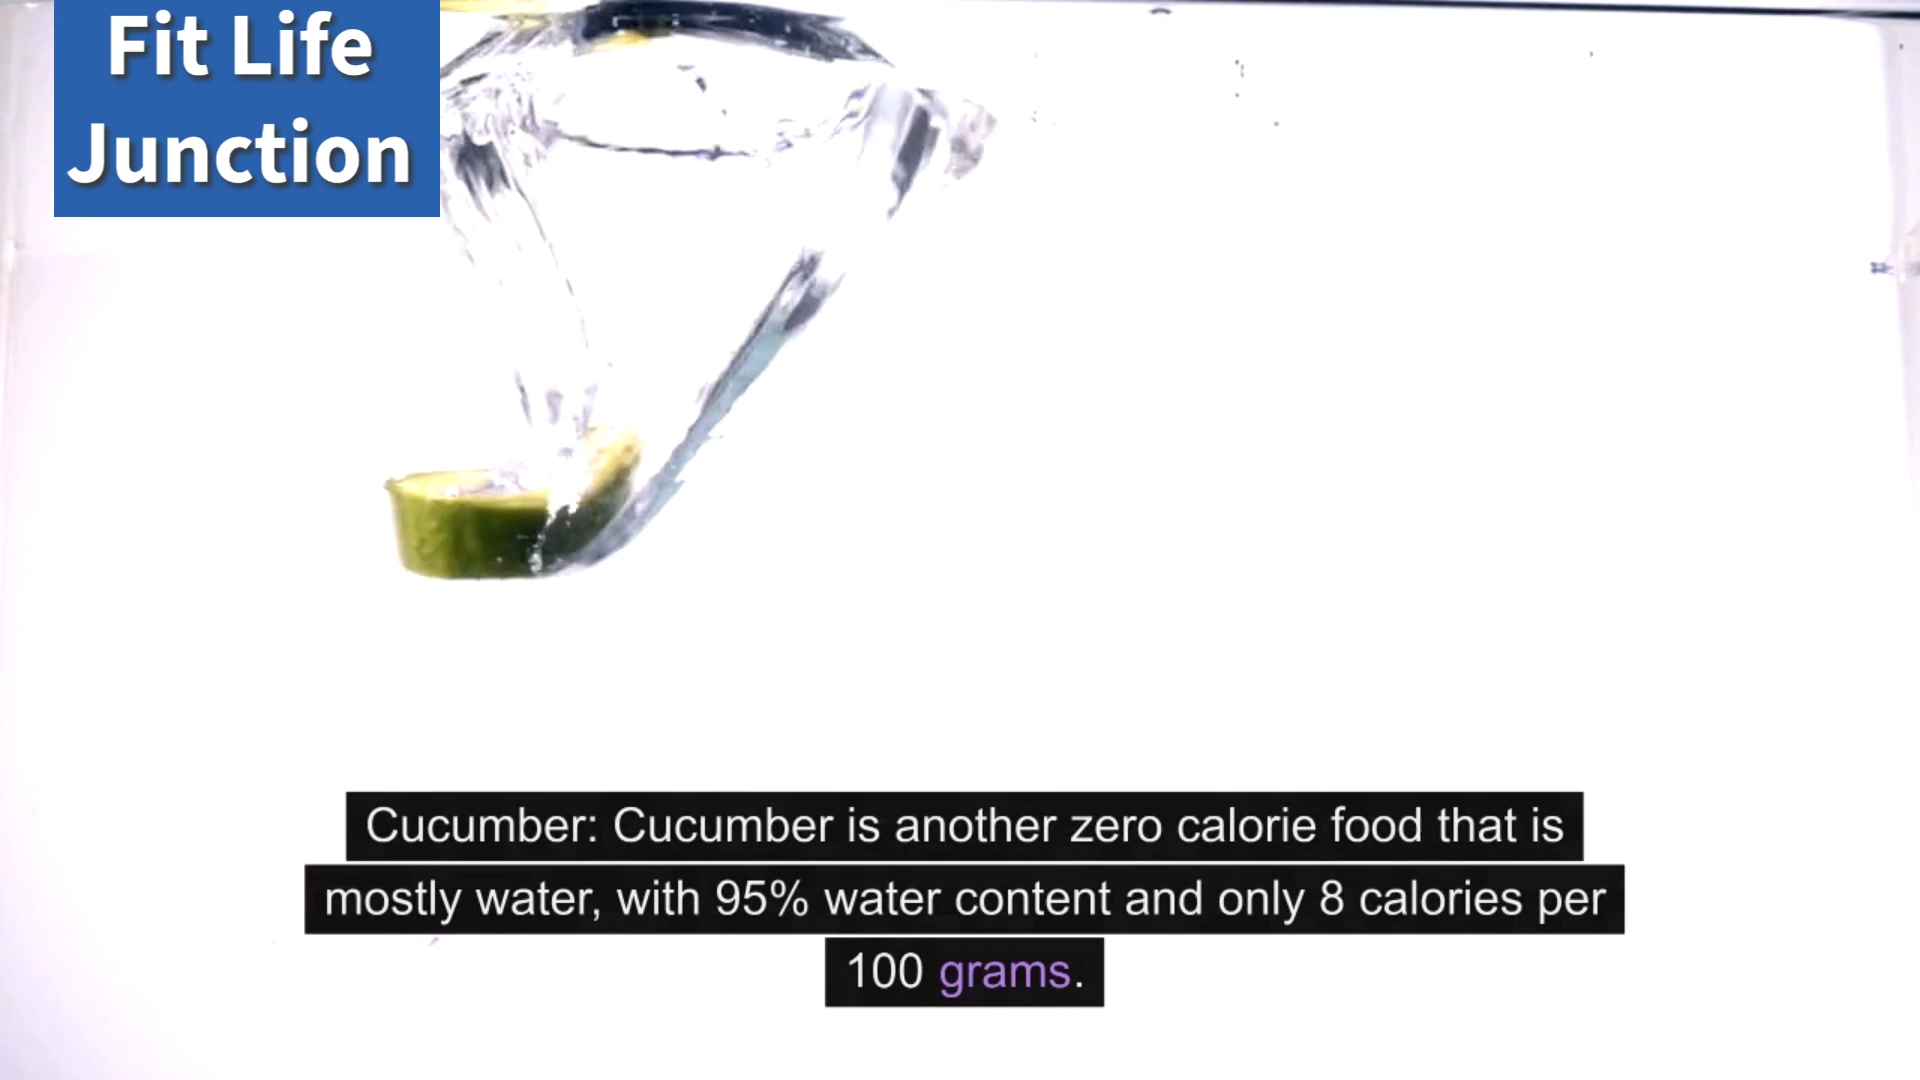 Fit Life
Junction
Cucumber: Cucumber is another zero calorie food that is
mostly water, with 95% water content and only 8 calories per
100 grams.